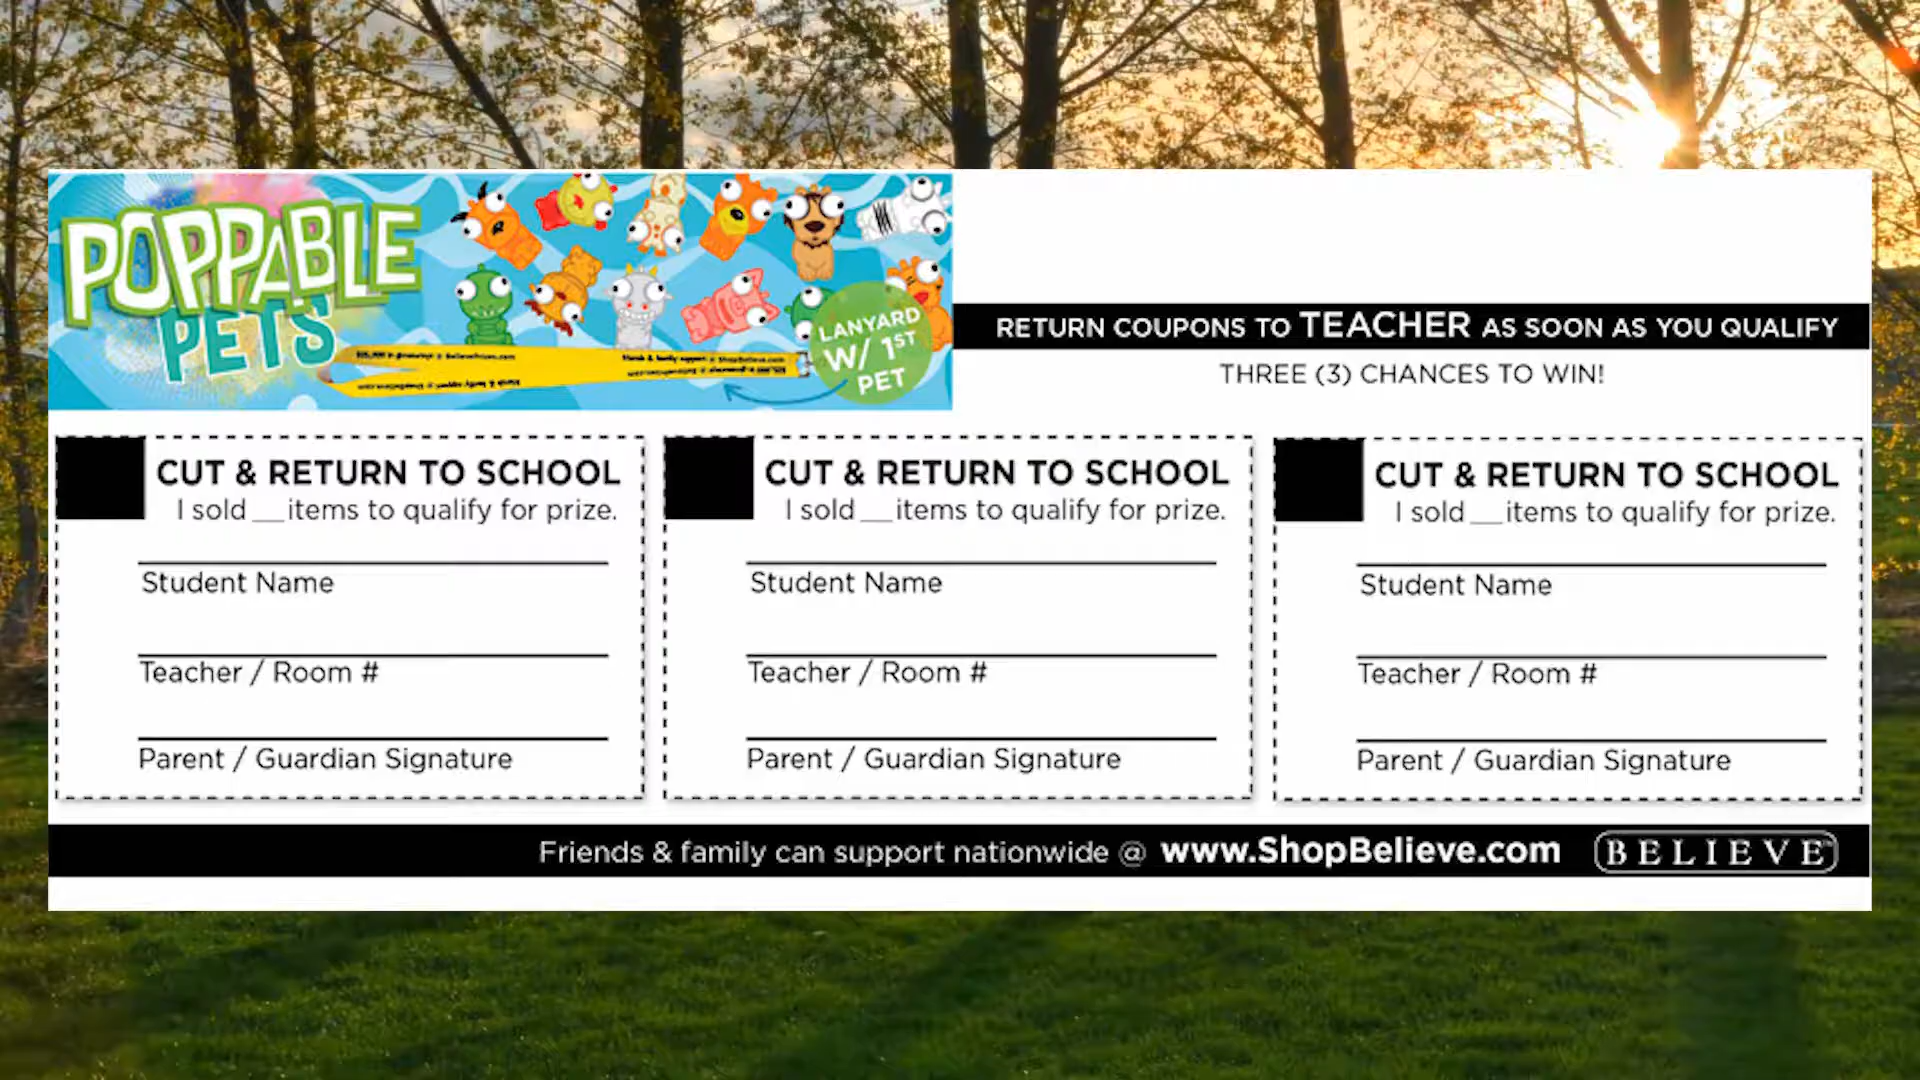 POPPABLE
PETS
LANYARD
W/ 1ST
PET
RETURN COUPONS TO TEACHER AS SOON AS YOU QUALIFY
THREE (3) CHANCES TO WIN!
CUT & RETURN TO SCHOOL
I sold __ items to qualify for prize.
Student Name
Teacher / Room #
Parent / Guardian Signature
CUT & RETURN TO SCHOOL
I sold __ items to qualify for prize.
Student Name
Teacher / Room #
Parent / Guardian Signature
CUT & RETURN TO SCHOOL
I sold __ items to qualify for prize.
Student Name
Teacher / Room #
Parent / Guardian Signature
Friends & family can support nationwide @ www.ShopBelieve.com BELIEVE